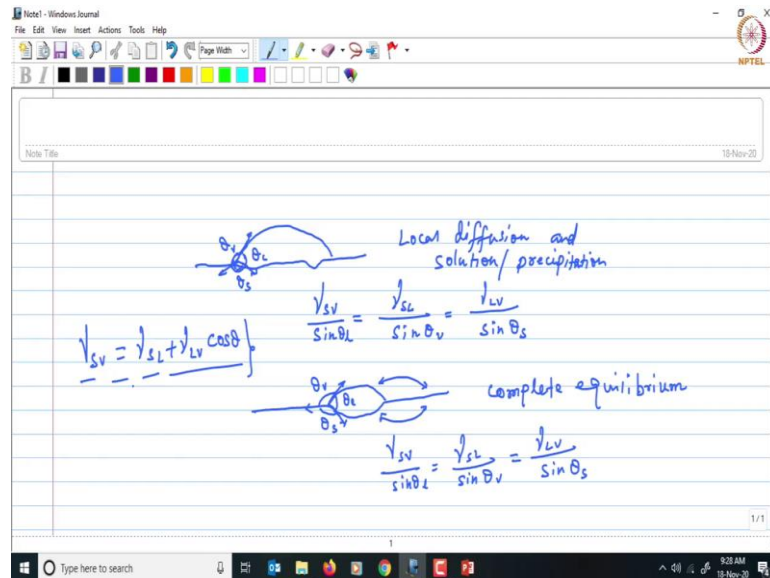 Note1 - Windows Journal
File Edit View Insert Actions Tools Help
Page Width
B I
NPTEL
Note Title
18-Nov-20
θv θL θs
Local diffusion and
solution/ precipitation
γSV/sinθl = γSL/sinθv = γLV/sinθs
γSV = γSL + γLV cosθ}
θv θl θs
complete equilibrium
γSV/sinθl = γSL/sinθv = γLV/sinθs
1/1
1
Type here to search
9:28 AM
18-Nov-20